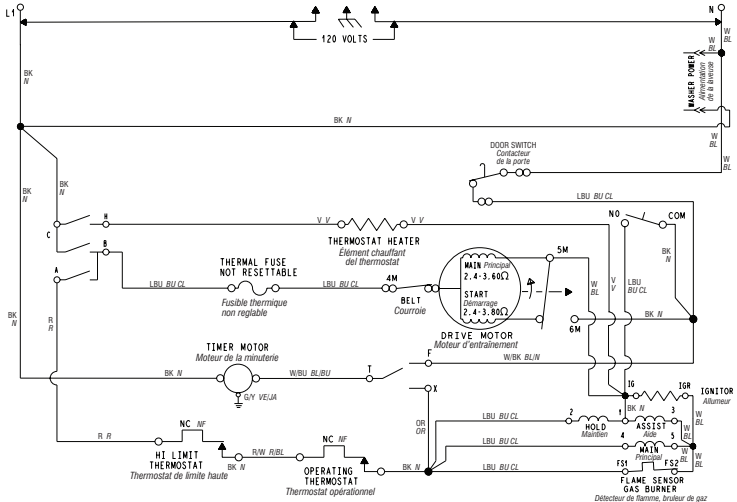 L1
N
120 VOLTS
W BL
W BL
WASHER POWER
Alimentation de la laveuse
BK N
BK N
W BL
W BL
DOOR SWITCH
Contacteur
de la porte
LBU BU CL
BK N
BK N
H
V V
V V
NO
COM
C
THERMOSTAT HEATER
Élément chauffant
del thermostat
B
THERMAL FUSE
NOT RESETTABLE
MAIN Principal
2.4-3.60Ω
5M
BK N
A
LBU BU CL
LBU BU CL
4M
W BL
V V
LBU BU CL
START
Démarrage
2.4-3.80Ω
Fusible thermique
non reglable
BELT
Courroie
6M
BK N
BK N
R R
DRIVE MOTOR
Moteur d'entraînement
TIMER MOTOR
Moteur de la minuterie
F
W/BK BL/N
BK N
W/BU BL/BU
T
IG
IGR
IGNITOR
Allumeur
G/Y VE/JA
X
OR OR
LBU BU CL
2
1
BK N
3
W BL
HOLD
Maintien
ASSIST
Aide
W BL
R R
NC NF
4
5
LBU BU CL
MAIN
Principal
W BL
HI LIMIT
THERMOSTAT
Thermostat de limite haute
BK N
R/W R/BL
NC NF
OPERATING
THERMOSTAT
Thermostat opérationnel
BK N
LBU BU CL
FS1
FS2
FLAME SENSOR
GAS BURNER
Détecteur de flamme, bruleur de gaz